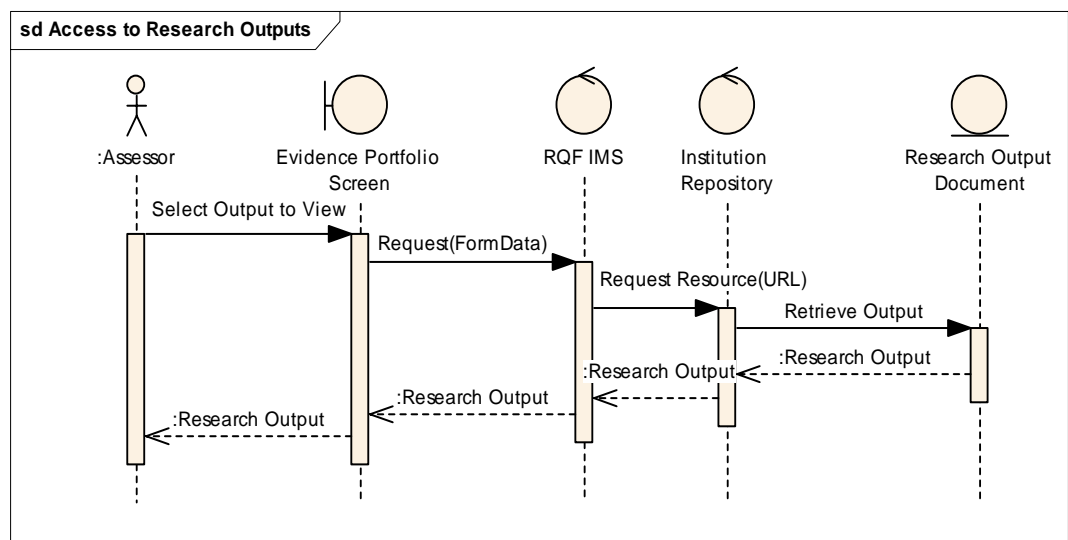 sd Access to Research Outputs
:Assessor
Evidence Portfolio
Screen
RQF IMS
Institution
Repository
Research Output
Document
Select Output to View
Request(FormData)
Request Resource(URL)
Retrieve Output
:Research Output
:Research Output
:Research Output
:Research Output